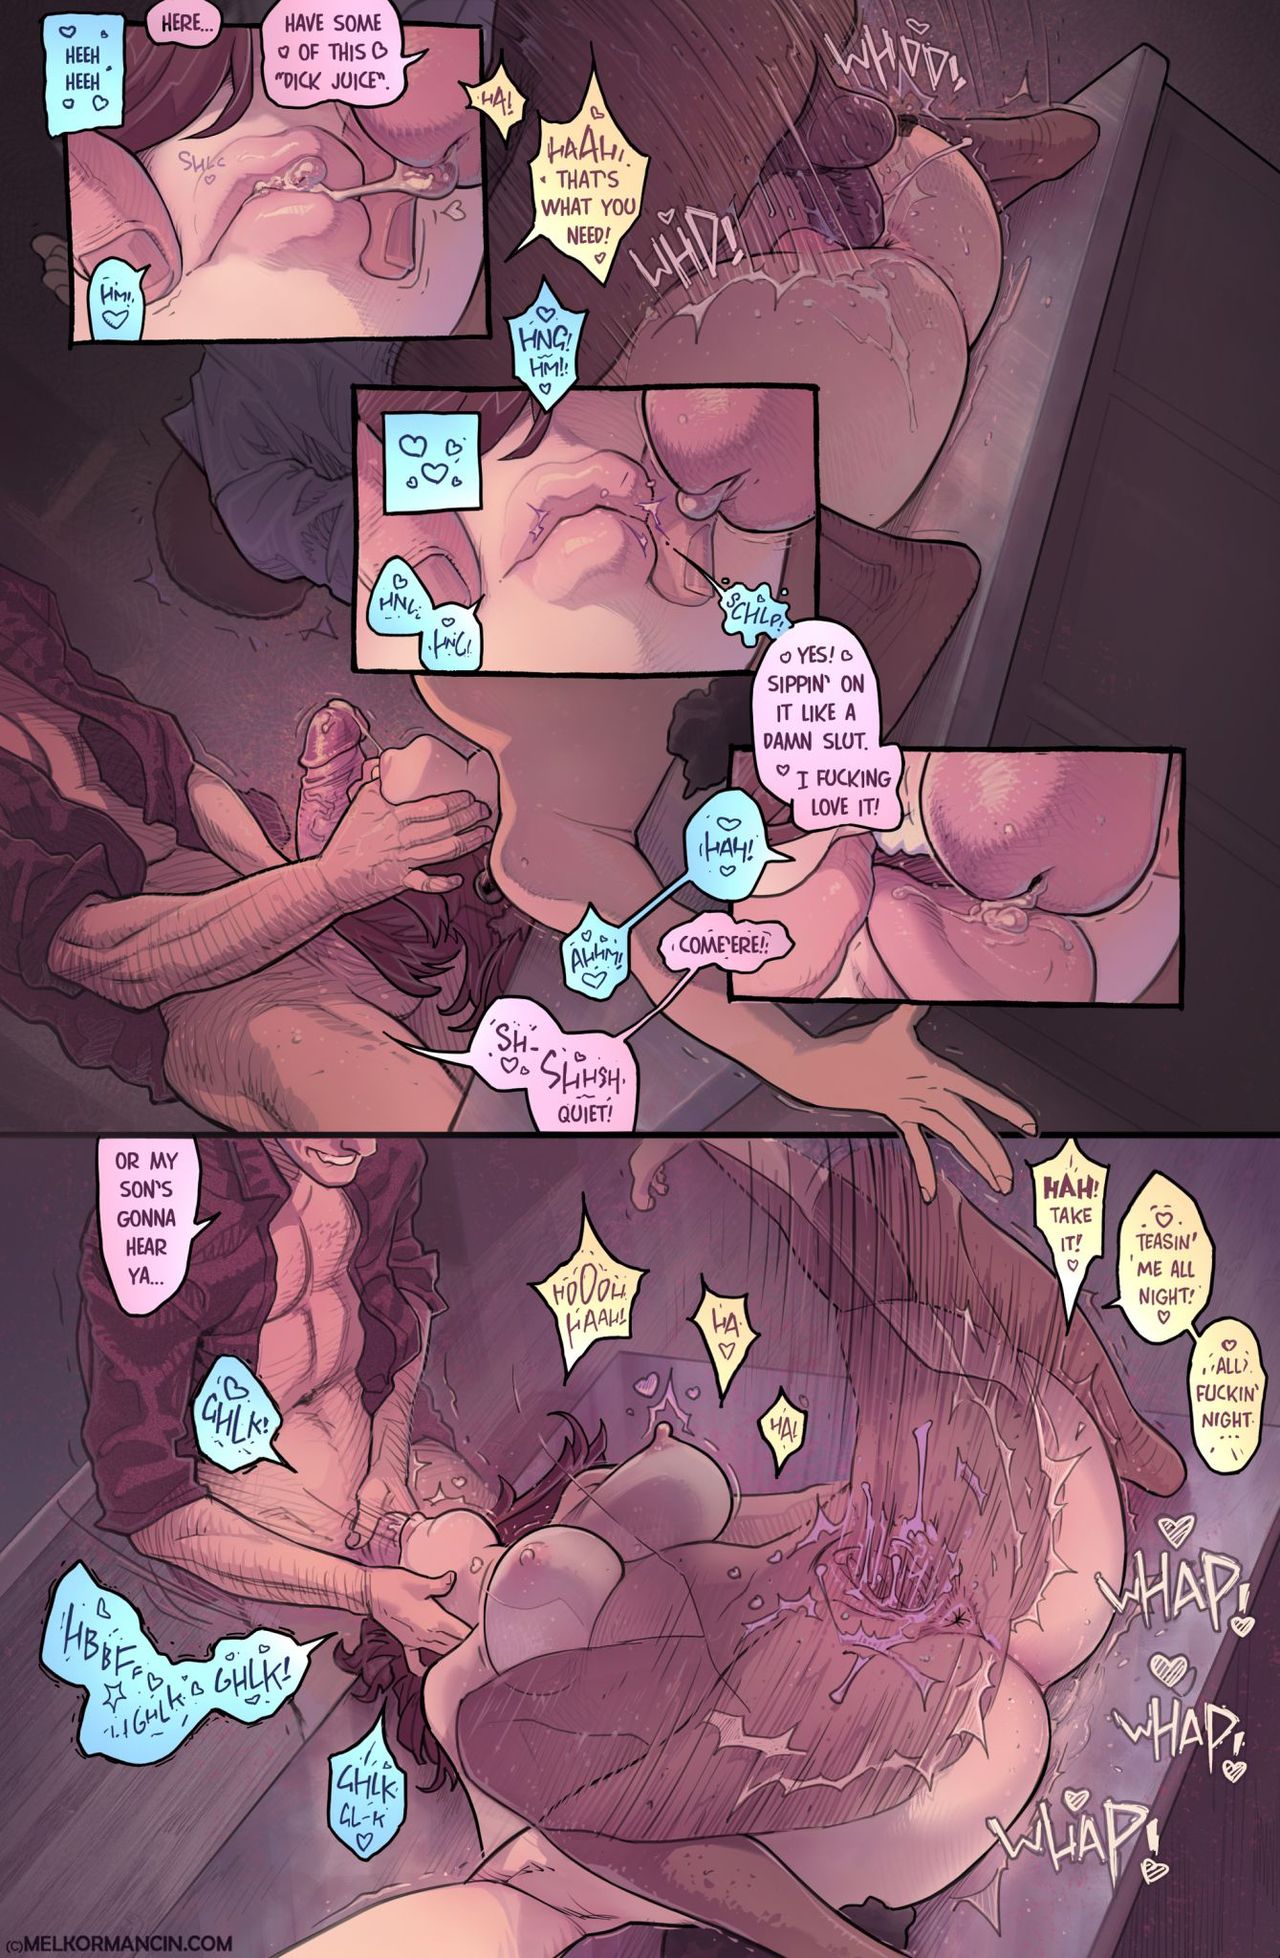 HEEH
HEEH
HERE...
HAVE SOME
OF THIS
"DICK JUICE".
SHLC
HM!
HA!
HAAH!
THAT'S
WHAT YOU
NEED!
WHDD!
WHD!
HNG!
HM!!
HNG!
SCHLP!
YES!
SIPPIN' ON
IT LIKE A
DAMN SLUT.
I FUCKING
LOVE IT!
HAH!
AHHM!
COME'ERE!!
SH-
SHHSH.
QUIET!
OR MY
SON'S
GONNA
HEAR
YA...
HAH!
TAKE
IT!
TEASIN'
ME ALL
NIGHT!
ALL
FUCKIN'
NIGHT...
HOOOH
HAAH!
HA
HA!
GHLK!
HBBF
GHLK
GHLK!
GHLK
GL-K
WHAP!
WHAP!
WHAP!
(C)MELKORMANCIN.COM